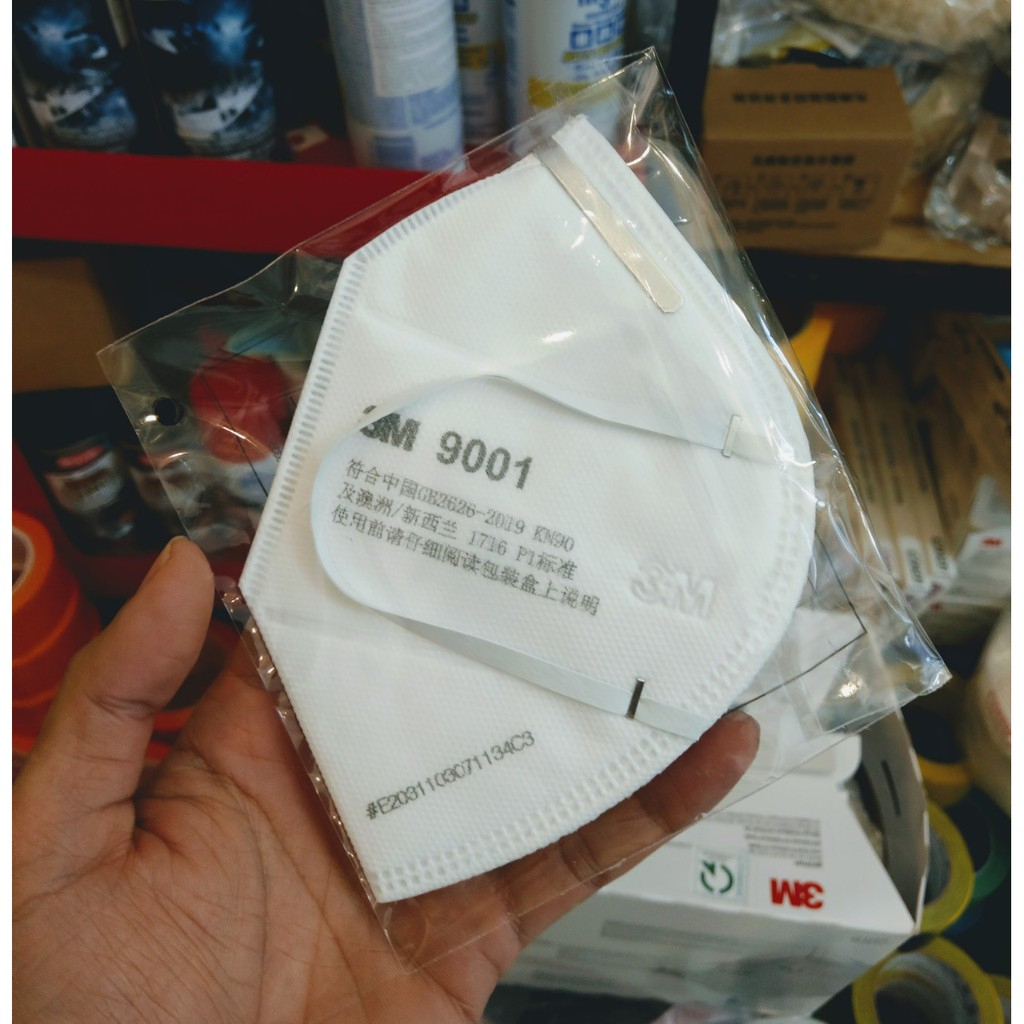 3M 9001
符合中国GB2626-2019 KN90
及澳洲/新西兰 1716 P1标准
使用前请仔细阅读包装盒上说明
3M
#E2031103071134C3
3M